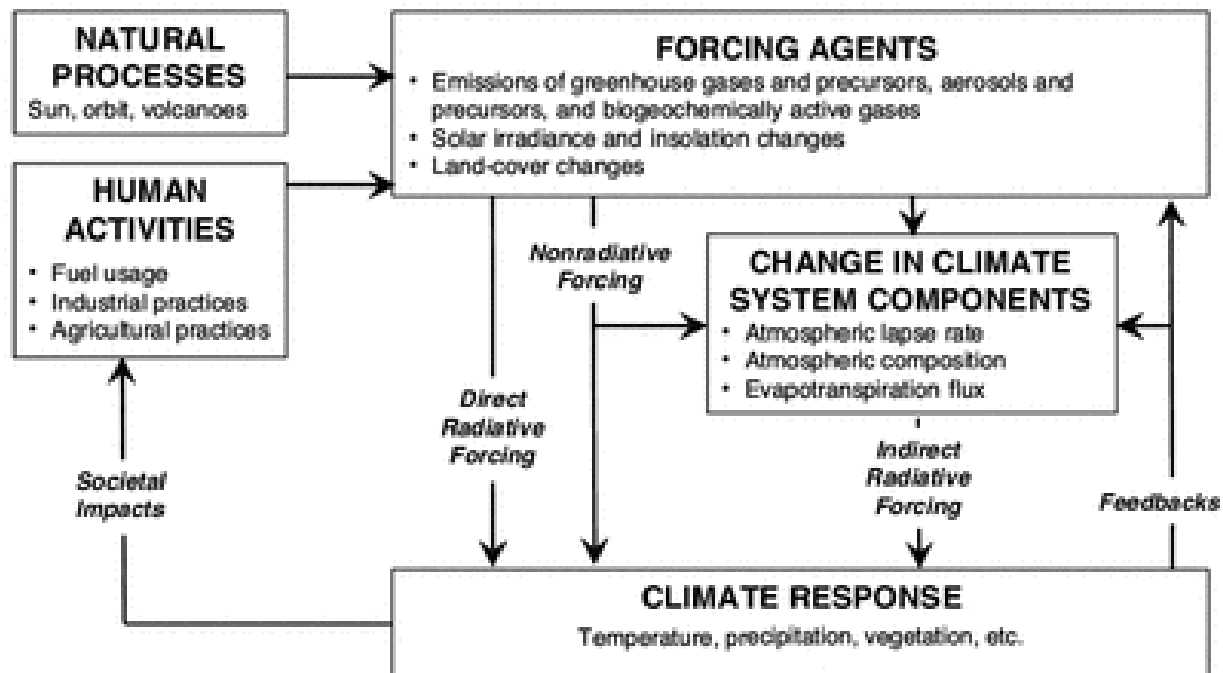 NATURAL
PROCESSES
Sun, orbit, volcanoes
FORCING AGENTS
• Emissions of greenhouse gases and precursors, aerosols and
precursors, and biogeochemically active gases
• Solar irradiance and insolation changes
• Land-cover changes
HUMAN
ACTIVITIES
• Fuel usage
• Industrial practices
• Agricultural practices
Nonradiative
Forcing
CHANGE IN CLIMATE
SYSTEM COMPONENTS
• Atmospheric lapse rate
• Atmospheric composition
• Evapotranspiration flux
Direct
Radiative
Forcing
Indirect
Radiative
Forcing
Societal
Impacts
Feedbacks
CLIMATE RESPONSE
Temperature, precipitation, vegetation, etc.